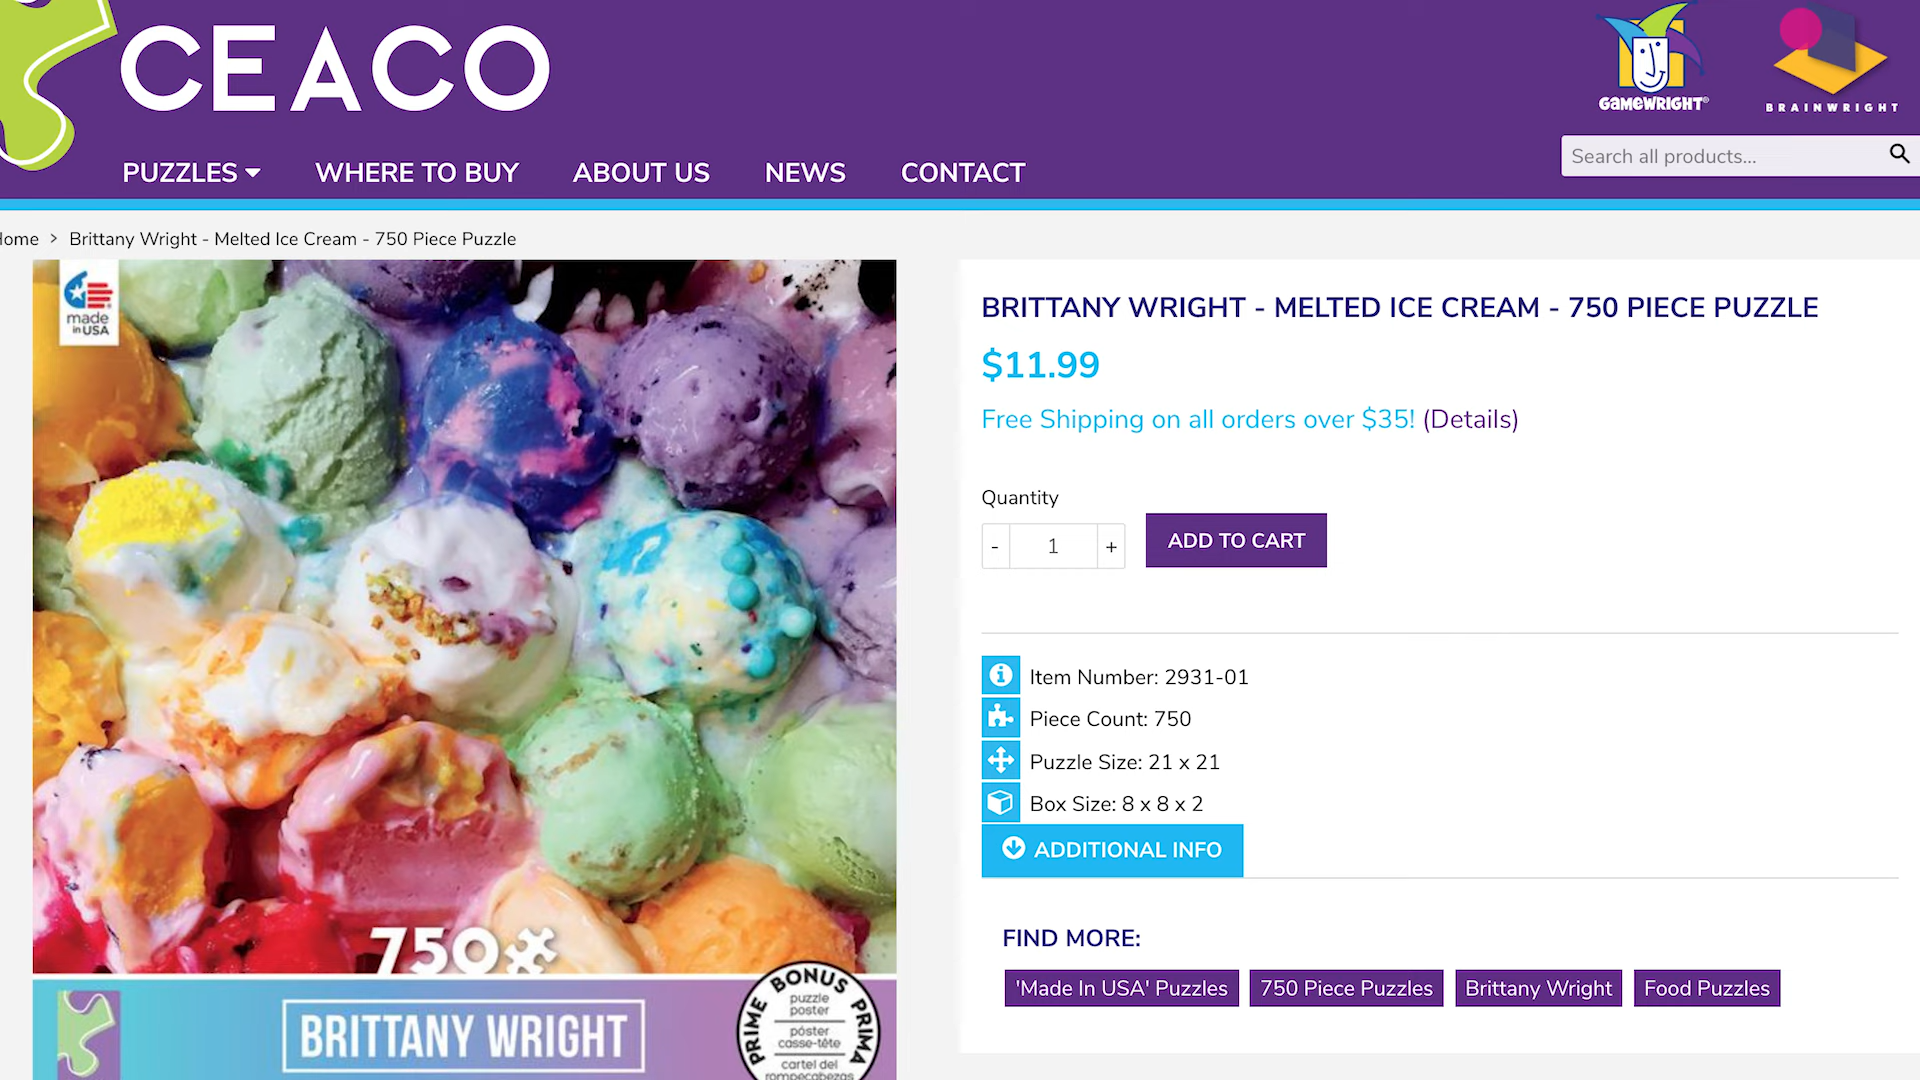 CEACO
GAMEWRIGHT®
BRAINWRIGHT
PUZZLES
WHERE TO BUY
ABOUT US
NEWS
CONTACT
Search all products...
Home > Brittany Wright - Melted Ice Cream - 750 Piece Puzzle
made
in USA
750
BRITTANY WRIGHT
PRIME BONUS PRIMA
puzzle
poster
póster
casse-tête
cartel del
rompecabezas
BRITTANY WRIGHT - MELTED ICE CREAM - 750 PIECE PUZZLE
$11.99
Free Shipping on all orders over $35! (Details)
Quantity
- 1 +
ADD TO CART
Item Number: 2931-01
Piece Count: 750
Puzzle Size: 21 x 21
Box Size: 8 x 8 x 2
ADDITIONAL INFO
FIND MORE:
'Made In USA' Puzzles
750 Piece Puzzles
Brittany Wright
Food Puzzles